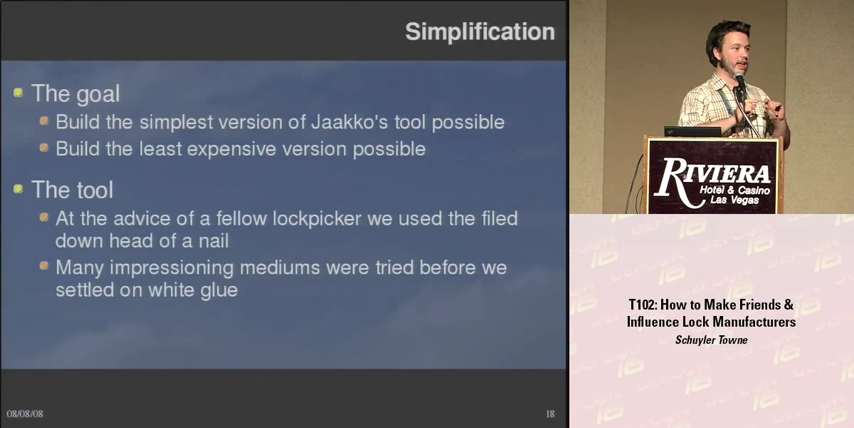 Simplification
The goal
Build the simplest version of Jaakko's tool possible
Build the least expensive version possible
The tool
At the advice of a fellow lockpicker we used the filed
down head of a nail
Many impressioning mediums were tried before we
settled on white glue
08/08/08
18
RIVIERA
Hotel & Casino
Las Vegas
T102: How to Make Friends &
Influence Lock Manufacturers
Schuyler Towne